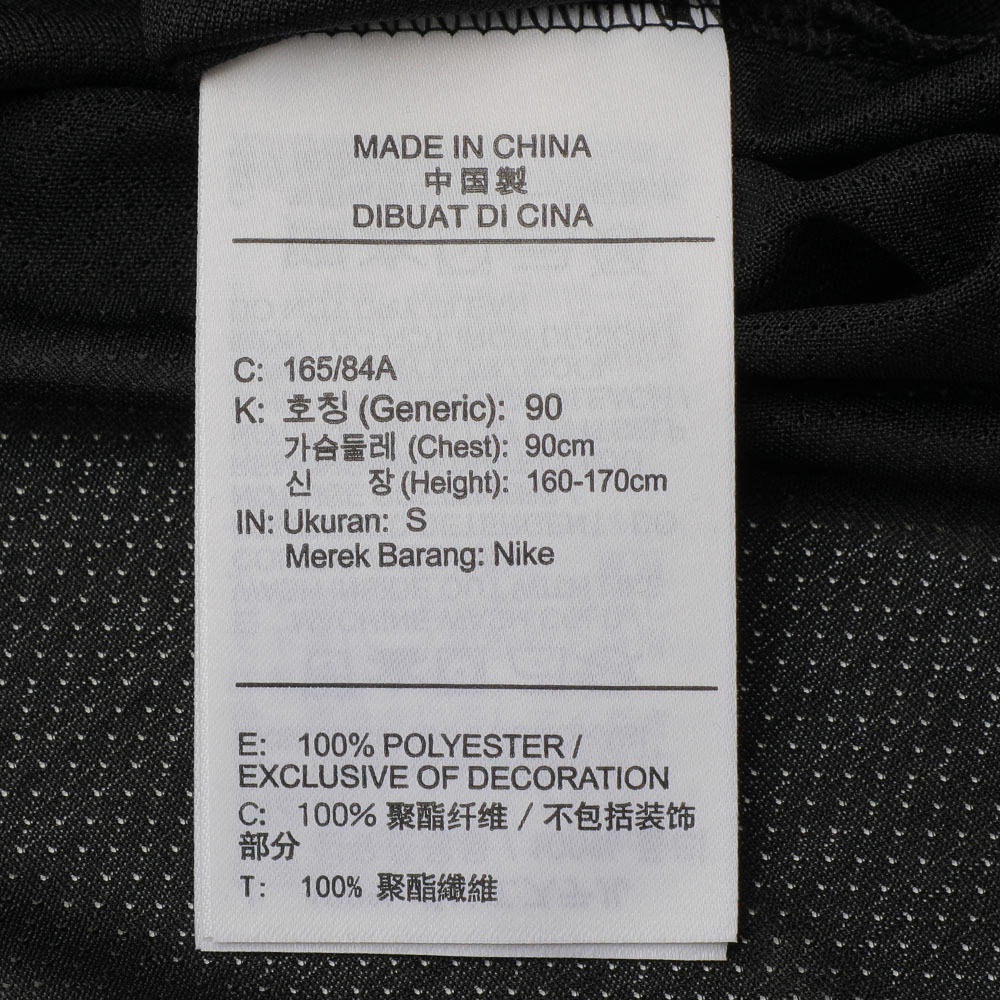 MADE IN CHINA
中国製
DIBUAT DI CINA
C: 165/84A
K: 호칭 (Generic): 90
가슴둘레 (Chest): 90cm
신 장 (Height): 160-170cm
IN: Ukuran: S
Merek Barang: Nike
E: 100% POLYESTER /
EXCLUSIVE OF DECORATION
C: 100% 聚酯纤维 / 不包括装饰
部分
T: 100% 聚酯纖維